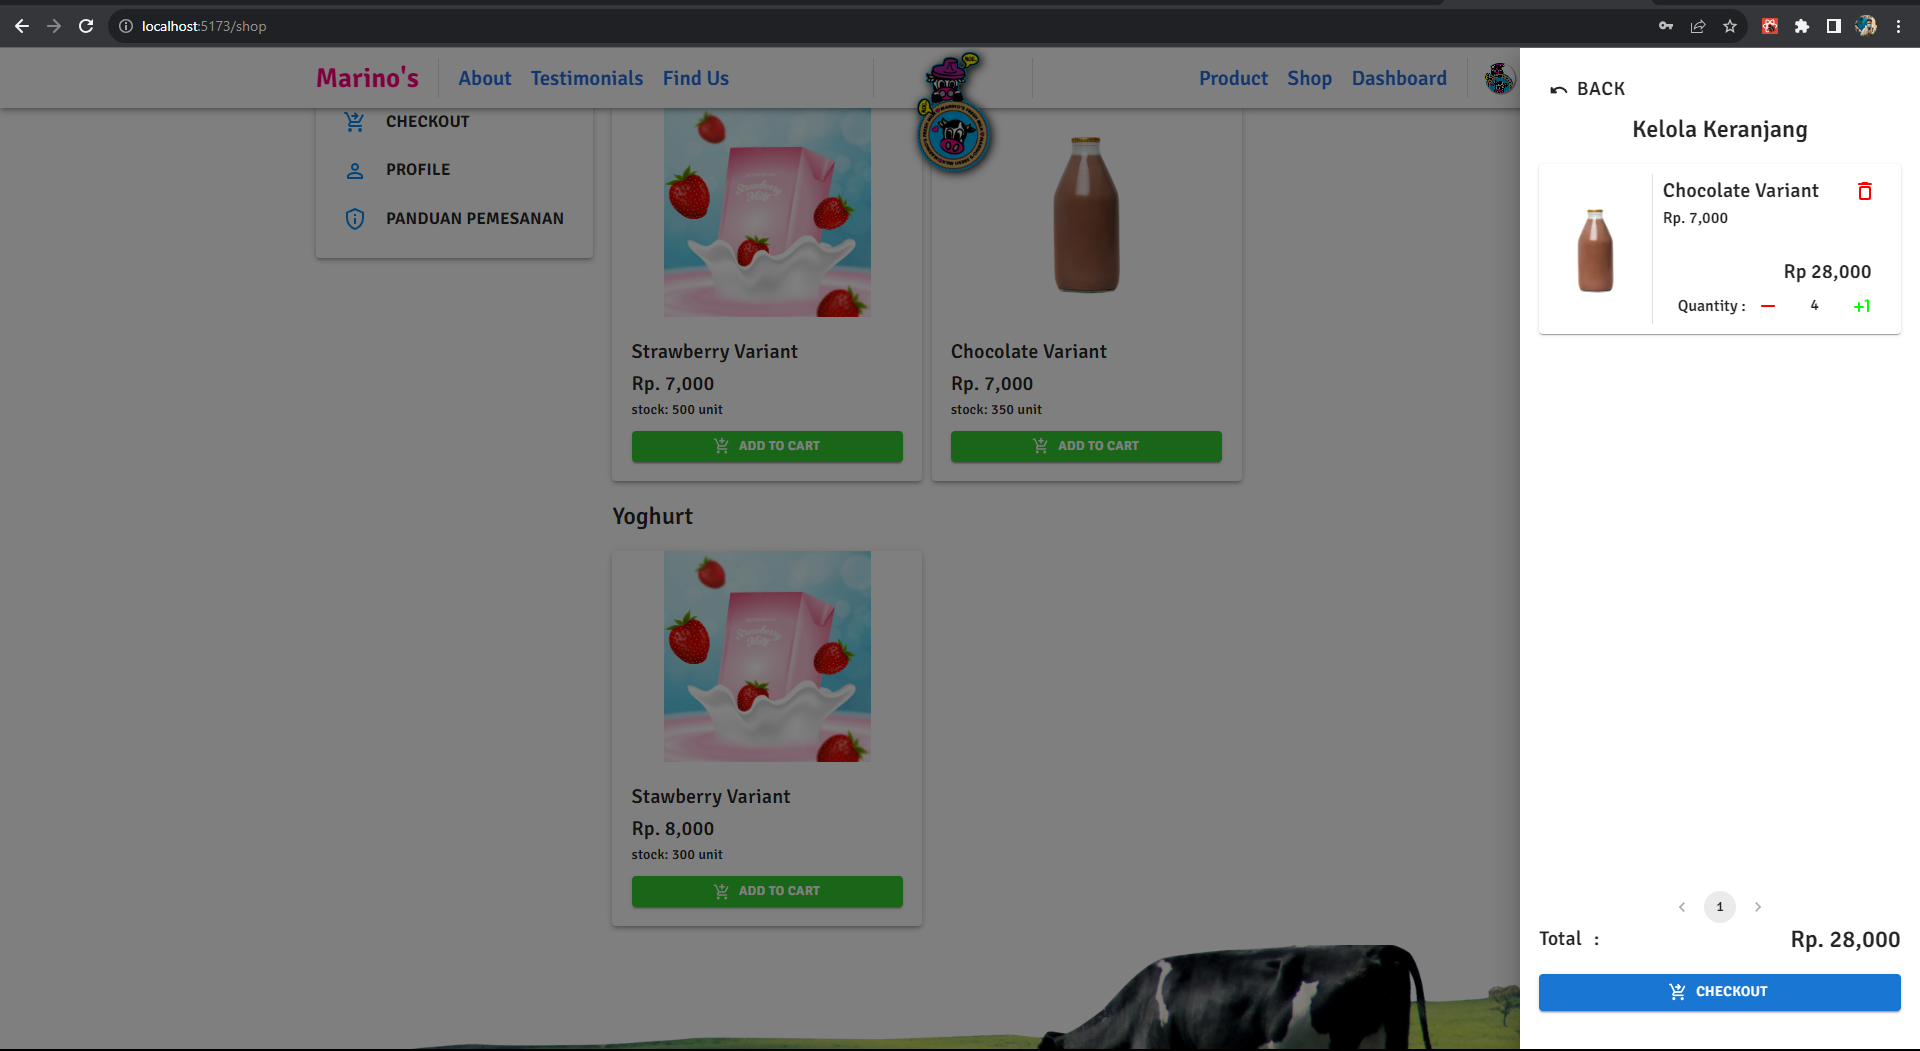 localhost:5173/shop
Marino's
About Testimonials Find Us
Product Shop Dashboard
CHECKOUT
PROFILE
PANDUAN PEMESANAN
Strawberry Variant
Rp. 7,000
stock: 500 unit
ADD TO CART
Chocolate Variant
Rp. 7,000
stock: 350 unit
ADD TO CART
Yoghurt
Strawberry
Milk
Stawberry Variant
Rp. 8,000
stock: 300 unit
ADD TO CART
BACK
Kelola Keranjang
Chocolate Variant
Rp. 7,000
Rp 28,000
Quantity : 4 +1
1
Total : Rp. 28,000
CHECKOUT